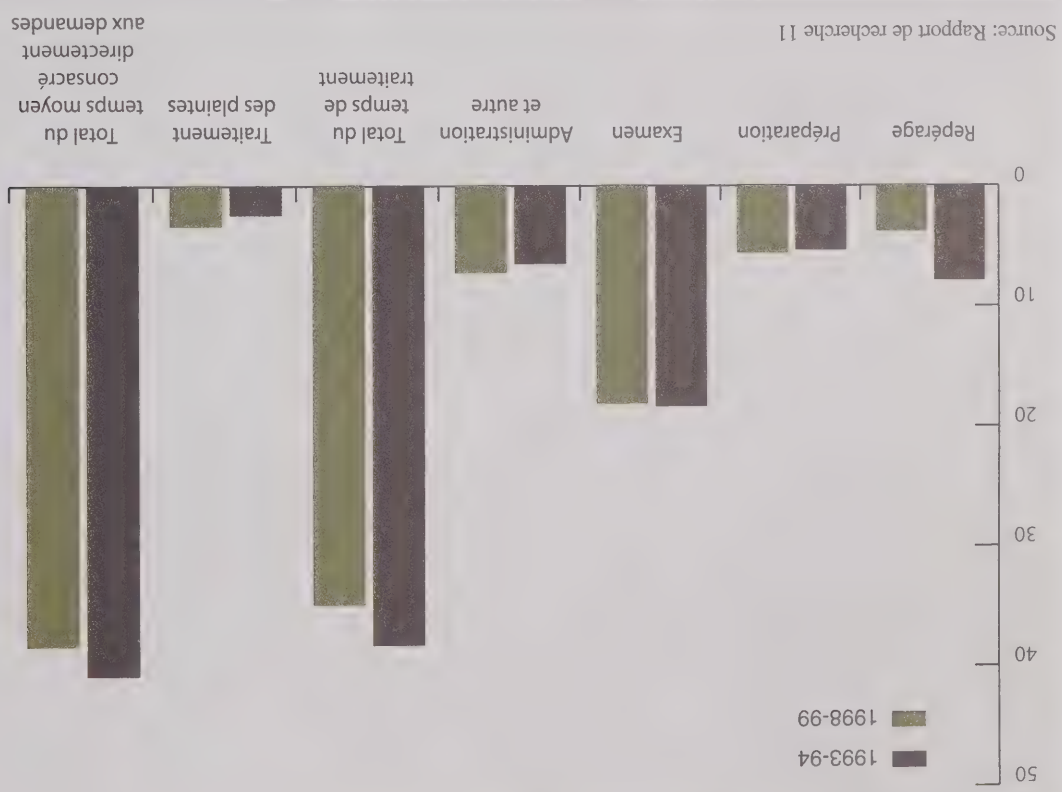 50
1993-94
1998-99
40
30
20
10
0
Repérage
Préparation
Examen
Administration
et autre
Total du
temps de
traitement
Traitement
des plaintes
Total du
temps moyen
consacré
directement
aux demandes
Source: Rapport de recherche 11